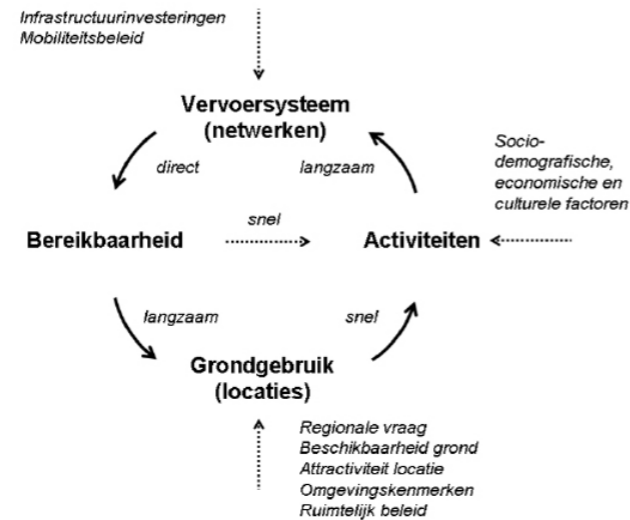 Infrastructuurinvesteringen
Mobiliteitsbeleid
Vervoersysteem
(netwerken)
direct
langzaam
Socio-
demografische,
economische en
culturele factoren
snel
Bereikbaarheid
Activiteiten
langzaam
snel
Grondgebruik
(locaties)
Regionale vraag
Beschikbaarheid grond
Attractiviteit locatie
Omgevingskenmerken
Ruimtelijk beleid